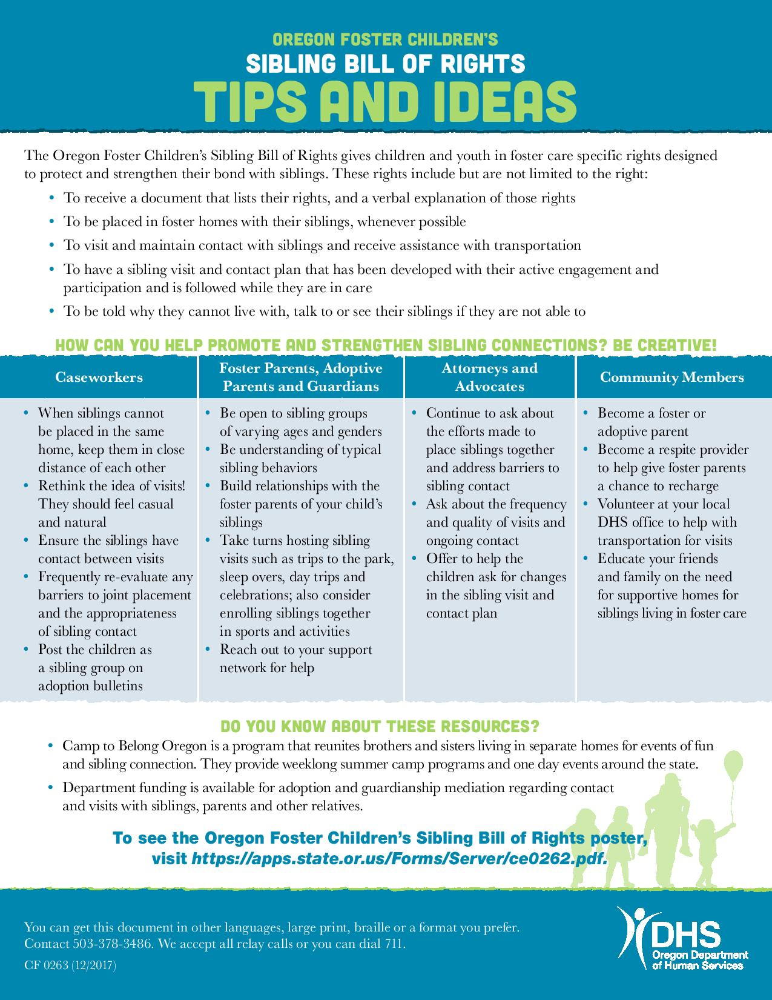 OREGON FOSTER CHILDREN'S
SIBLING BILL OF RIGHTS
TIPS AND IDEAS
The Oregon Foster Children's Sibling Bill of Rights gives children and youth in foster care specific rights designed
to protect and strengthen their bond with siblings. These rights include but are not limited to the right:
• To receive a document that lists their rights, and a verbal explanation of those rights
• To be placed in foster homes with their siblings, whenever possible
• To visit and maintain contact with siblings and receive assistance with transportation
• To have a sibling visit and contact plan that has been developed with their active engagement and
participation and is followed while they are in care
• To be told why they cannot live with, talk to or see their siblings if they are not able to
HOW CAN YOU HELP PROMOTE AND STRENGTHEN SIBLING CONNECTIONS? BE CREATIVE!
Caseworkers
• When siblings cannot
be placed in the same
home, keep them in close
distance of each other
• Rethink the idea of visits!
They should feel casual
and natural
• Ensure the siblings have
contact between visits
• Frequently re-evaluate any
barriers to joint placement
and the appropriateness
of sibling contact
• Post the children as
a sibling group on
adoption bulletins
Foster Parents, Adoptive
Parents and Guardians
• Be open to sibling groups
of varying ages and genders
• Be understanding of typical
sibling behaviors
• Build relationships with the
foster parents of your child's
siblings
• Take turns hosting sibling
visits such as trips to the park,
sleep overs, day trips and
celebrations; also consider
enrolling siblings together
in sports and activities
• Reach out to your support
network for help
Attorneys and
Advocates
• Continue to ask about
the efforts made to
place siblings together
and address barriers to
sibling contact
• Ask about the frequency
and quality of visits and
ongoing contact
• Offer to help the
children ask for changes
in the sibling visit and
contact plan
Community Members
• Become a foster or
adoptive parent
• Become a respite provider
to help give foster parents
a chance to recharge
• Volunteer at your local
DHS office to help with
transportation for visits
• Educate your friends
and family on the need
for supportive homes for
siblings living in foster care
DO YOU KNOW ABOUT THESE RESOURCES?
• Camp to Belong Oregon is a program that reunites brothers and sisters living in separate homes for events of fun
and sibling connection. They provide weeklong summer camp programs and one day events around the state.
• Department funding is available for adoption and guardianship mediation regarding contact
and visits with siblings, parents and other relatives.
To see the Oregon Foster Children's Sibling Bill of Rights poster,
visit https://apps.state.or.us/Forms/Server/ce0262.pdf.
You can get this document in other languages, large print, braille or a format you prefer.
Contact 503-378-3486. We accept all relay calls or you can dial 711.
CF 0263 (12/2017)
DHS
Oregon Department
of Human Services